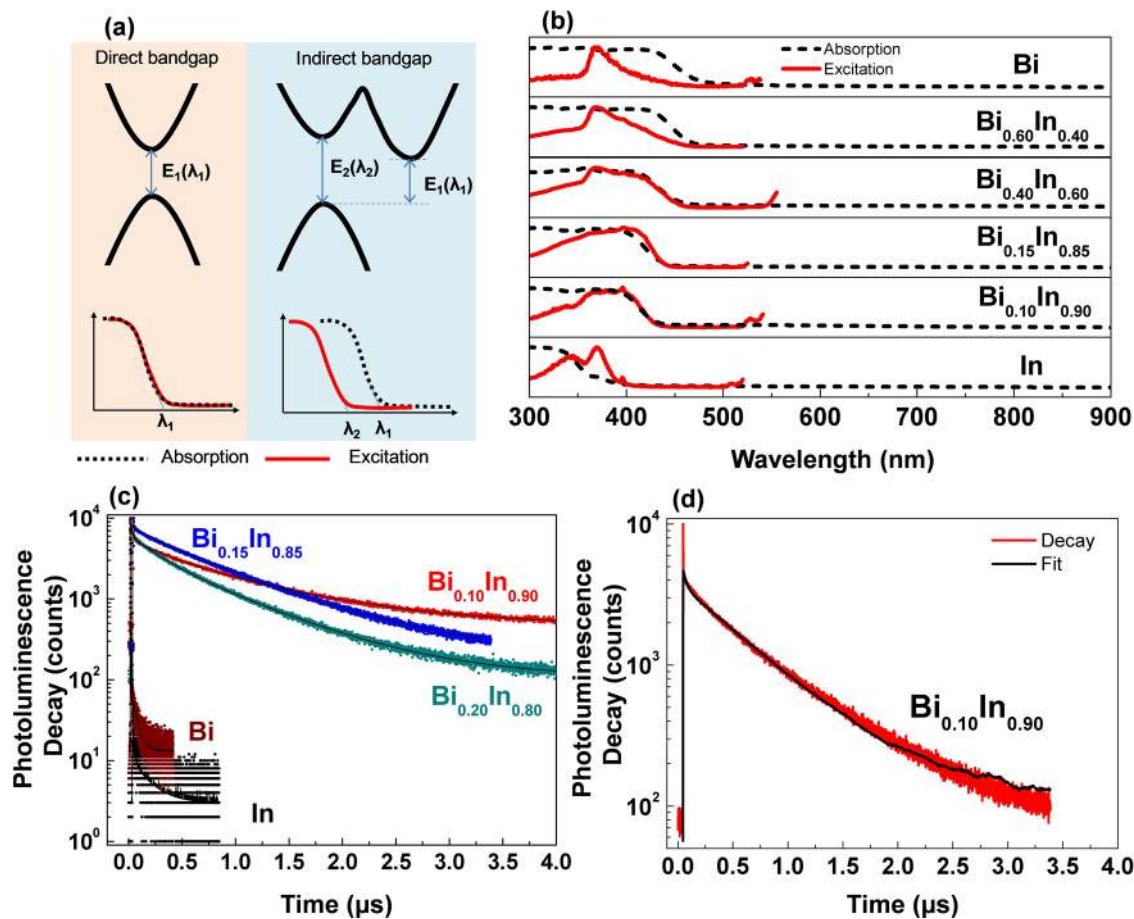 (a)
Direct bandgap
Indirect bandgap
E1(λ1)
E2(λ2)
E1(λ1)
λ1
λ2
λ1
Absorption
Excitation
(b)
Absorption
Excitation
Bi
Bi0.60In0.40
Bi0.40In0.60
Bi0.15In0.85
Bi0.10In0.90
In
300 400 500 600 700 800 900
Wavelength (nm)
(c)
Photoluminescence
Decay (counts)
10^4
10^3
10^2
10^1
10^0
Bi0.15In0.85
Bi0.10In0.90
Bi0.20In0.80
Bi
In
0.0 0.5 1.0 1.5 2.0 2.5 3.0 3.5 4.0
Time (μs)
(d)
Photoluminescence
Decay (counts)
10^4
10^3
10^2
Decay
Fit
Bi0.10In0.90
0.0 0.5 1.0 1.5 2.0 2.5 3.0 3.5 4.0
Time (μs)